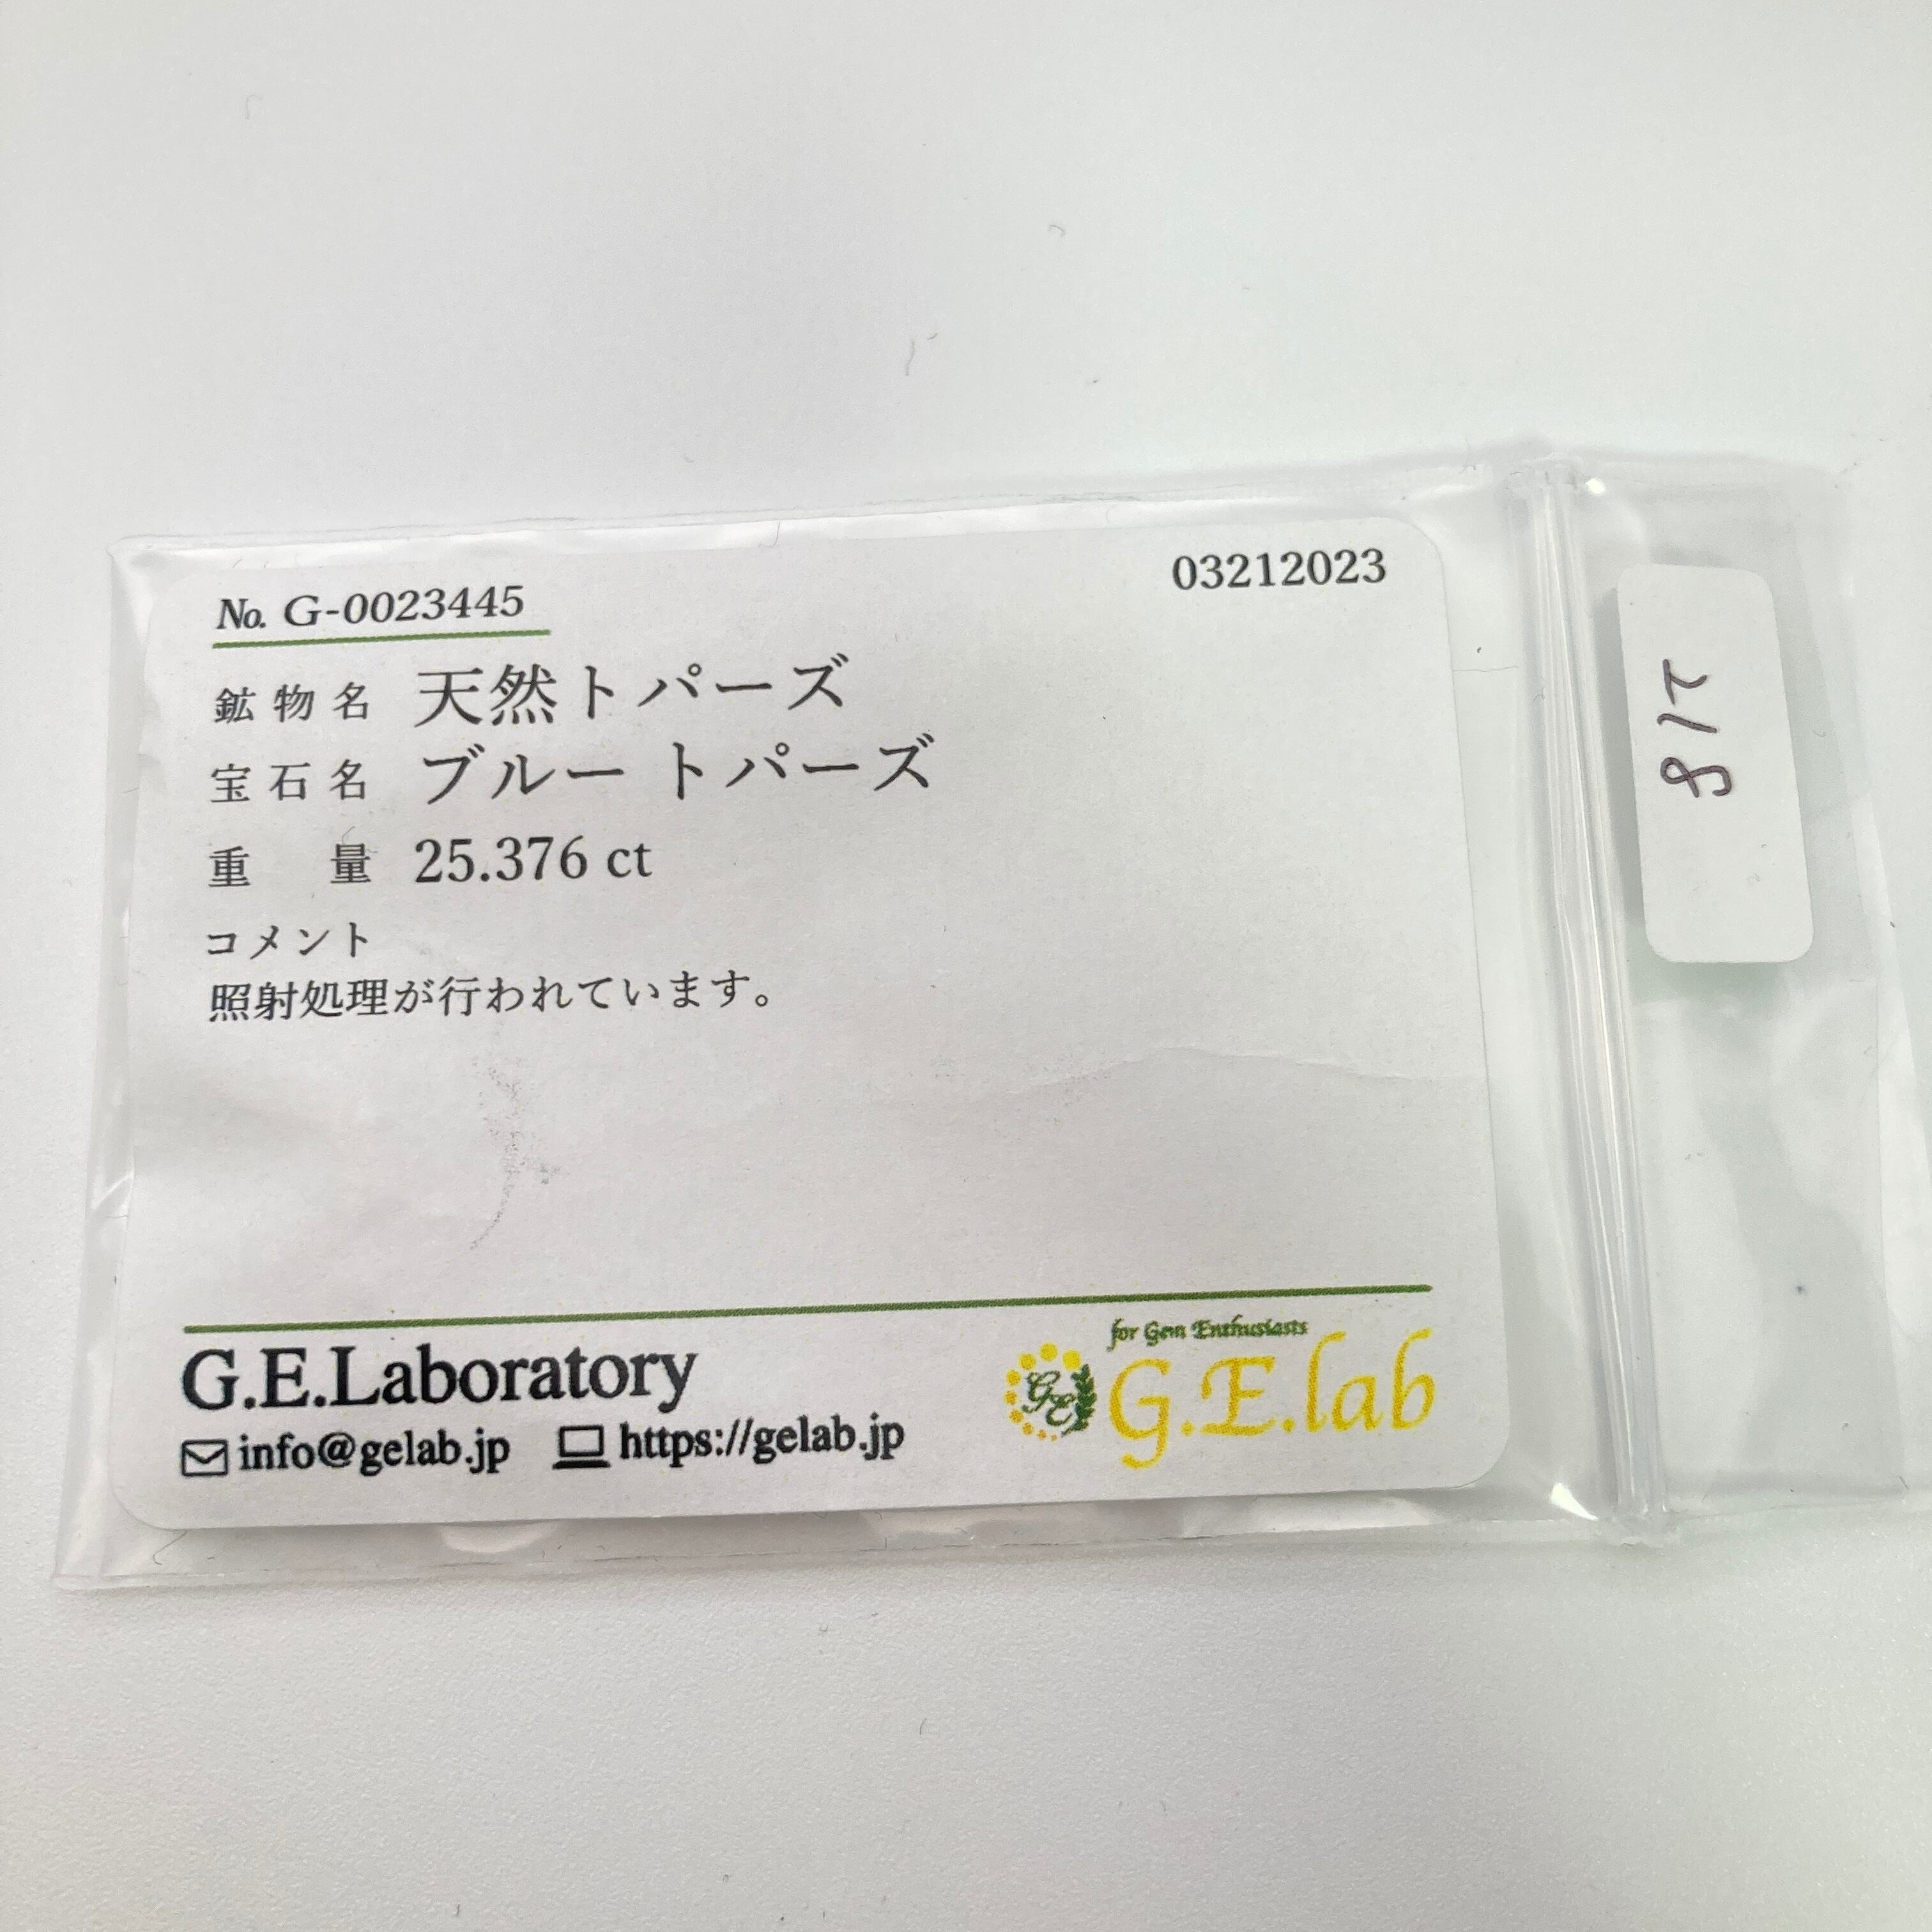 No. G-0023445
03212023
鉱物名 天然トパーズ
宝石名 ブルー トパーズ
重量 25.376 ct
コメント
照射処理が行われています。
G.E.Laboratory
info@gelab.jp https://gelab.jp
for Gem Enthusiasts
GE G.E.lab